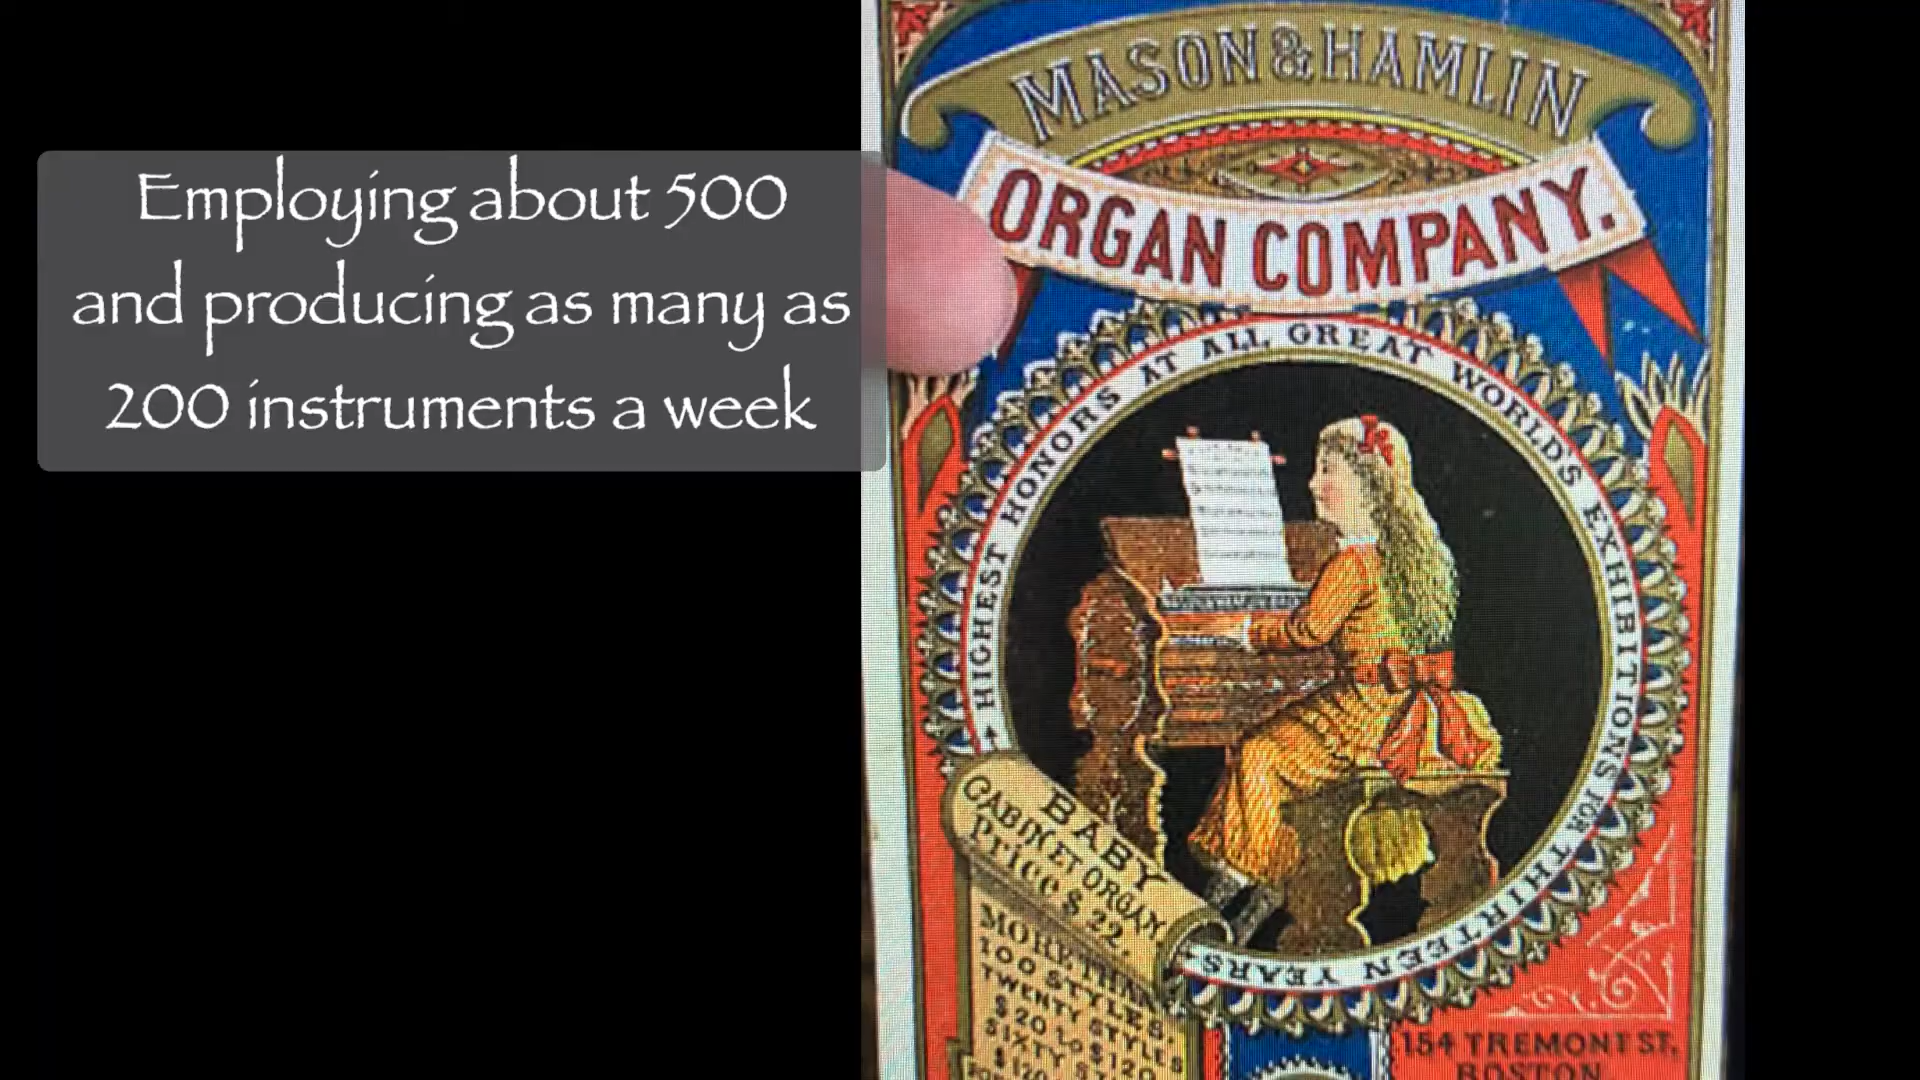 Employing about 500
and producing as many as
200 instruments a week
MASON & HAMLIN
ORGAN COMPANY.
HIGHEST HONORS AT ALL GREAT WORLD'S EXHIBITIONS FOR THIRTEEN YEARS
BABY
CABINET ORGAN.
Price $22.
MORE THAN
100 STYLES.
TWENTY STYLES
$20 to $120
SIXTY
$120
154 TREMONT ST.
BOSTON